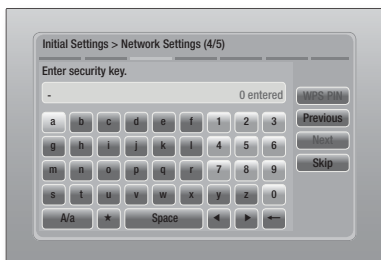 Initial Settings > Network Settings (4/5)
Enter security key.
- 0 entered
WPS PIN
a b c d e f 1 2 3
Previous
g h i j k l 4 5 6
Next
m n o p q r 7 8 9
Skip
s t u v w x y z 0
A/a ★ Space ◀ ▶ ←